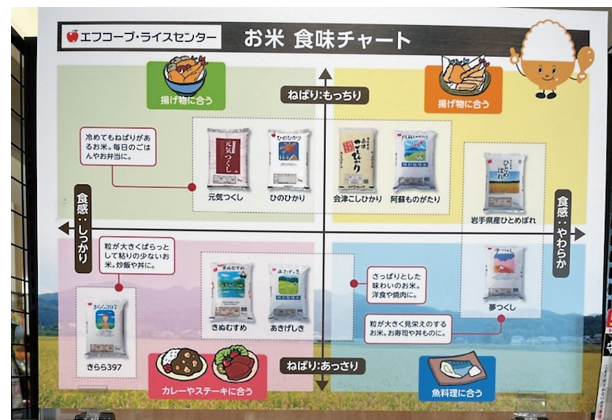 エフコープ・ライスセンター
お米 食味チャート
揚げ物に合う
ねばり:もっちり
揚げ物に合う
冷めてもねばりがあ
るお米。毎日のごは
んやお弁当に。
元気つくし
ひのひかり
会津こしひかり
阿蘇ものがたり
岩手県産ひとめぼれ
食感:しっかり
食感:やわらか
粒が大きくぱらっと
して粘りの少ないお
米。炒飯や丼に。
きぬむすめ
あきげしき
さっぱりとした
味わいのお米。
洋食や焼肉に。
夢つくし
粒が大きく見栄えのする
お米。お寿司や丼ものに。
きらら397
カレーやステーキに合う
ねばり:あっさり
魚料理に合う